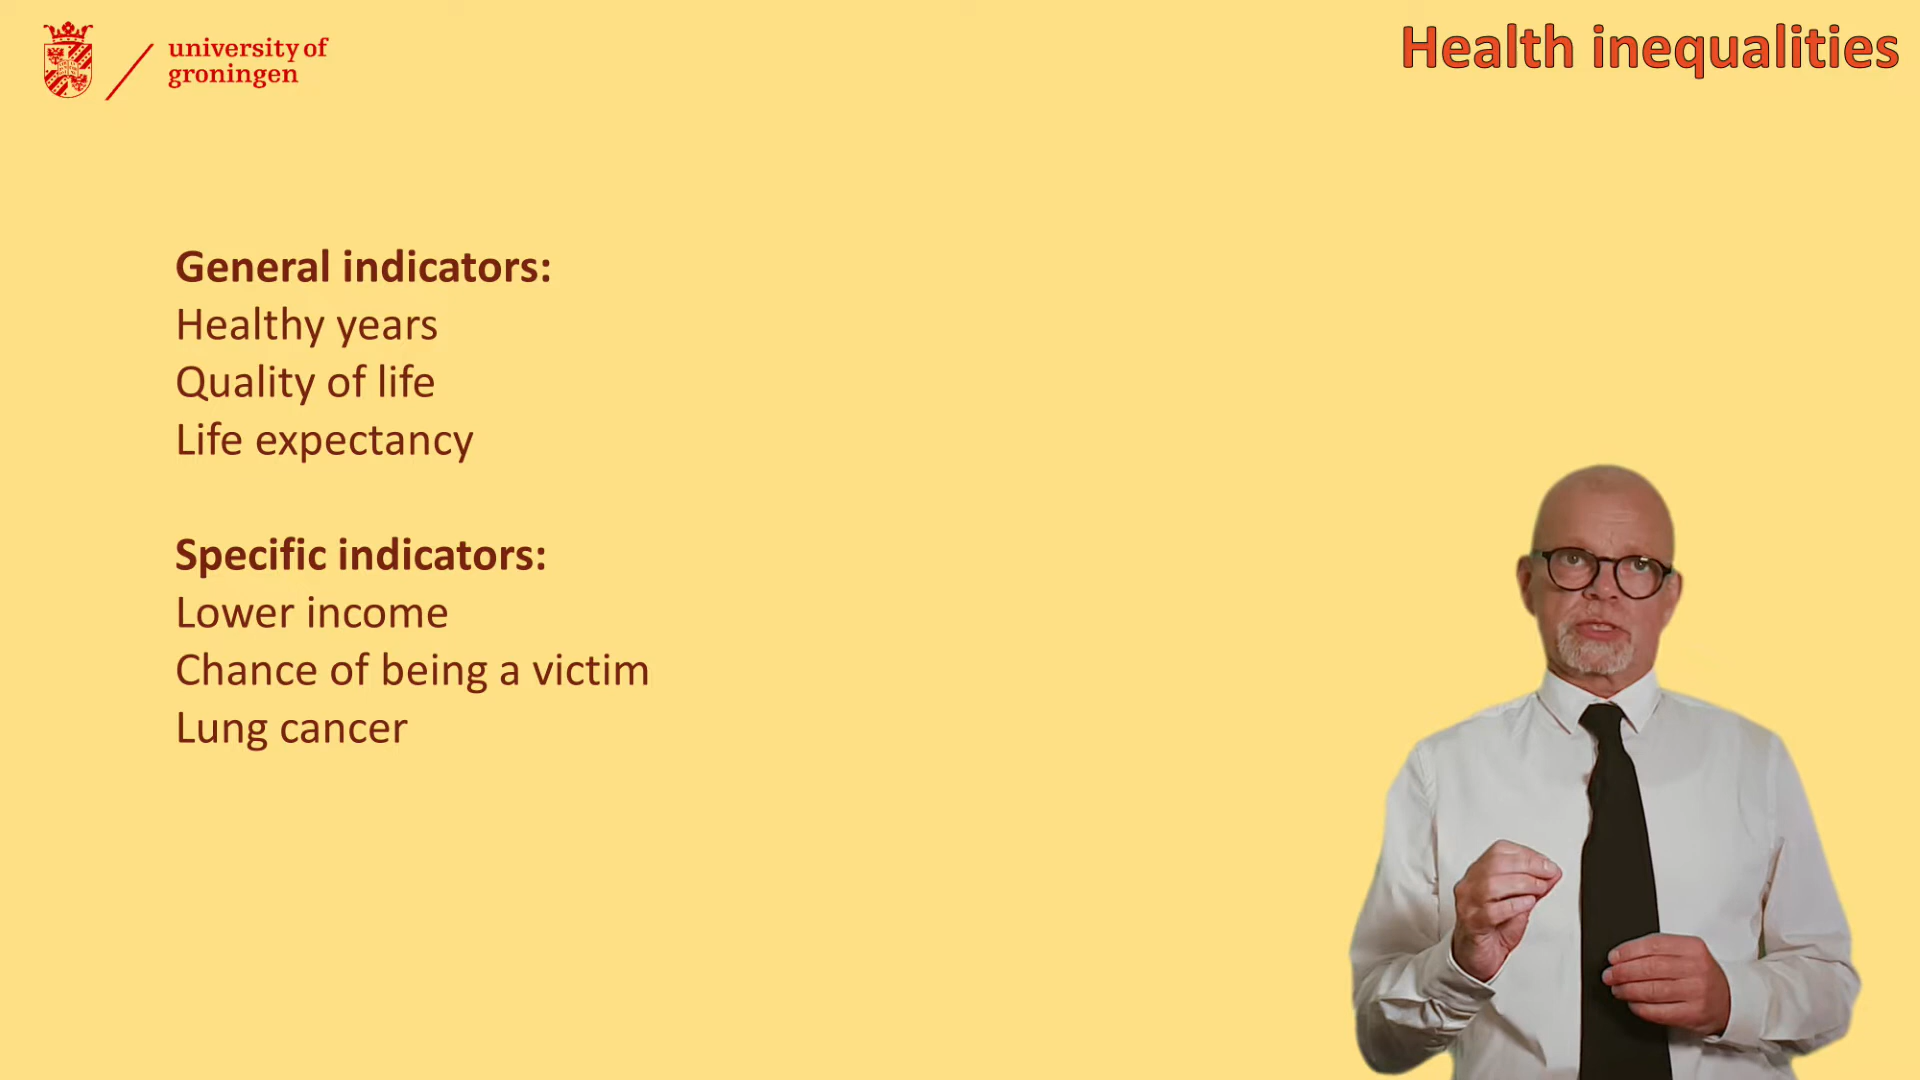 university of
groningen
Health inequalities
General indicators:
Healthy years
Quality of life
Life expectancy
Specific indicators:
Lower income
Chance of being a victim
Lung cancer